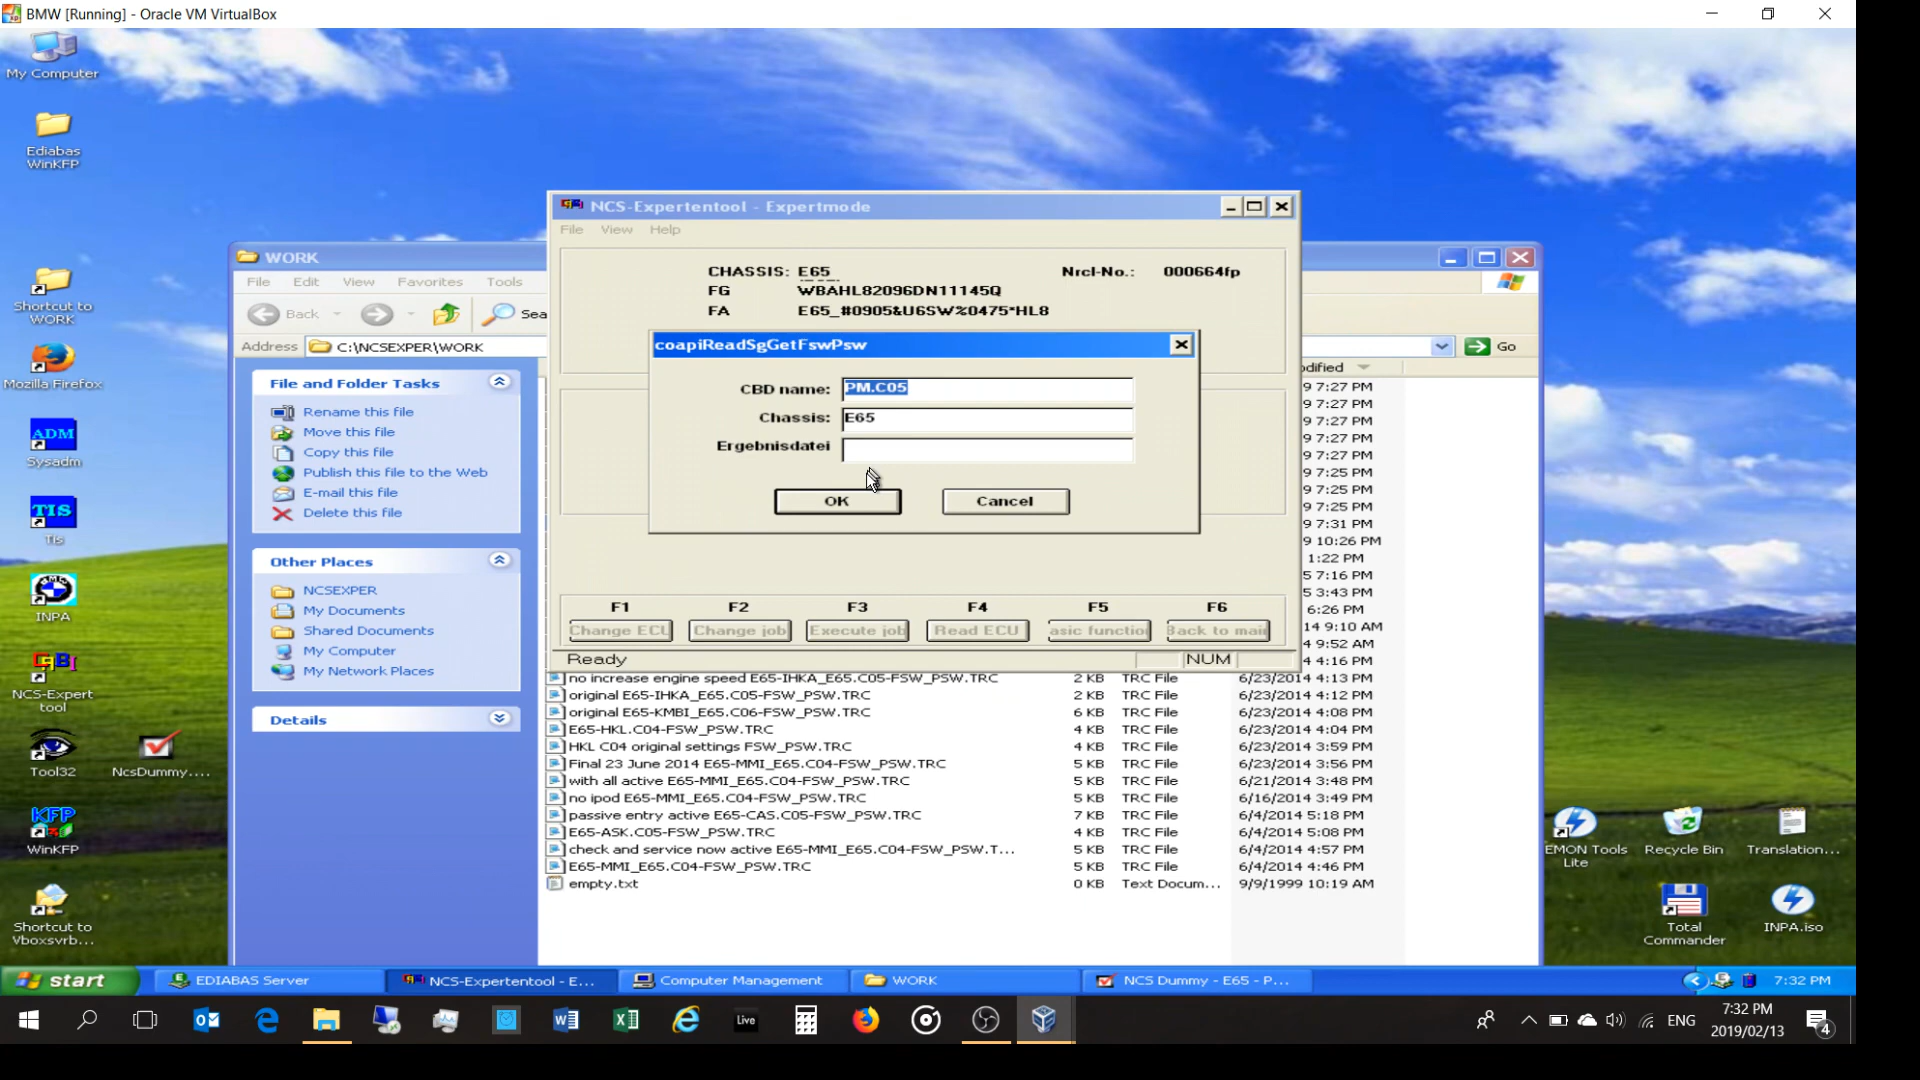 BMW [Running] - Oracle VM VirtualBox
My Computer
Ediabas
WinKFP
Shortcut to
WORK
Mozilla Firefox
ADM
Sysadm
TIS
Tis
INPA
NCS-Expert
tool
Tool32
NcsDummy....
KFP
WinKFP
Shortcut to
Vboxsvrb...
WORK
File Edit View Favorites Tools
Back
Sea
Address C:\NCSEXPER\WORK
Go
File and Folder Tasks
Rename this file
Move this file
Copy this file
Publish this file to the Web
E-mail this file
Delete this file
Other Places
NCSEXPER
My Documents
Shared Documents
My Computer
My Network Places
Details
NCS-Expertentool - Expertmode
File View Help
CHASSIS: E65_ Nrcl-No.: 000664fp
FG WBAHL82096DN11145Q
FA E65_#0905&U6SW%0475*HL8
coapiReadSgGetFswPsw
CBD name: PM.C05
Chassis: E65
Ergebnisdatei
OK Cancel
F1 F2 F3 F4 F5 F6
Change ECU Change job Execute job Read ECU asic function Back to main
Ready NUM
odified
9 7:27 PM
9 7:27 PM
9 7:27 PM
9 7:27 PM
9 7:27 PM
9 7:25 PM
9 7:25 PM
9 7:25 PM
9 7:31 PM
9 10:26 PM
1:22 PM
5 7:16 PM
5 3:43 PM
6:26 PM
14 9:10 AM
9:52 AM
4:16 PM
no increase engine speed E65-IHKA_E65.C05-FSW_PSW.TRC 2 KB TRC File 6/23/2014 4:13 PM
original E65-IHKA_E65.C05-FSW_PSW.TRC 2 KB TRC File 6/23/2014 4:12 PM
original E65-KMBI_E65.C06-FSW_PSW.TRC 6 KB TRC File 6/23/2014 4:08 PM
E65-HKL.C04-FSW_PSW.TRC 4 KB TRC File 6/23/2014 4:04 PM
HKL C04 original settings FSW_PSW.TRC 4 KB TRC File 6/23/2014 3:59 PM
Final 23 June 2014 E65-MMI_E65.C04-FSW_PSW.TRC 5 KB TRC File 6/23/2014 3:56 PM
with all active E65-MMI_E65.C04-FSW_PSW.TRC 5 KB TRC File 6/21/2014 3:48 PM
no ipod E65-MMI_E65.C04-FSW_PSW.TRC 5 KB TRC File 6/16/2014 3:49 PM
passive entry active E65-CAS.C05-FSW_PSW.TRC 7 KB TRC File 6/4/2014 5:18 PM
E65-ASK.C05-FSW_PSW.TRC 4 KB TRC File 6/4/2014 5:08 PM
check and service now active E65-MMI_E65.C04-FSW_PSW.T... 5 KB TRC File 6/4/2014 4:57 PM
E65-MMI_E65.C04-FSW_PSW.TRC 5 KB TRC File 6/4/2014 4:46 PM
empty.txt 0 KB Text Docum... 9/9/1999 10:19 AM
EMON Tools
Lite
Recycle Bin
Translation...
Total
Commander
INPA.iso
start EDIABAS Server NCS-Expertentool - E... Computer Management WORK NCS Dummy - E65 - P... 7:32 PM
Live ENG 7:32 PM
2019/02/13
4